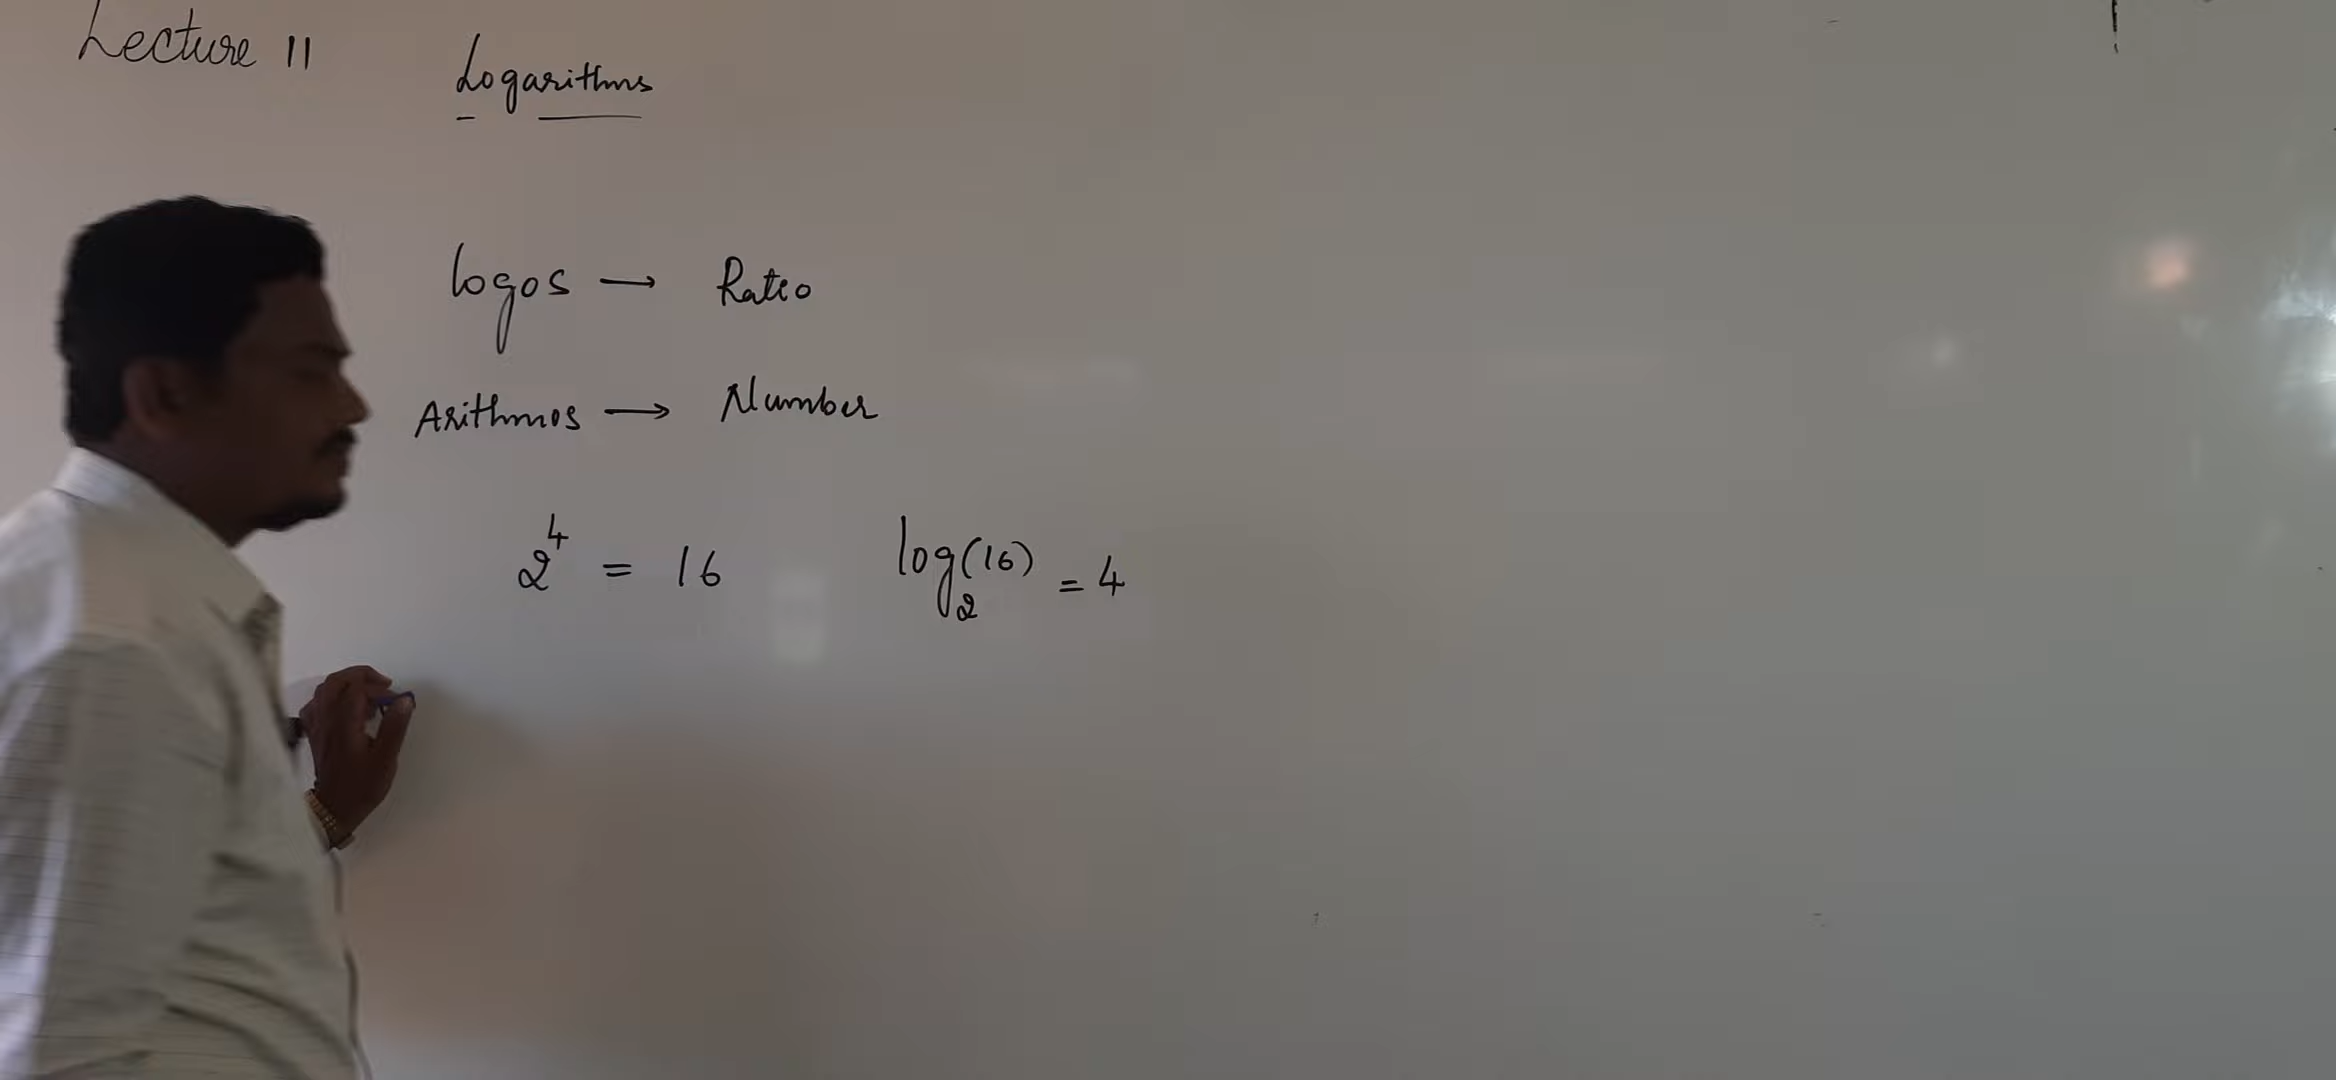 Lecture 11
Logarithms
logos → Ratio
Arithmos → Number
2⁴ = 16    log₂(16) = 4